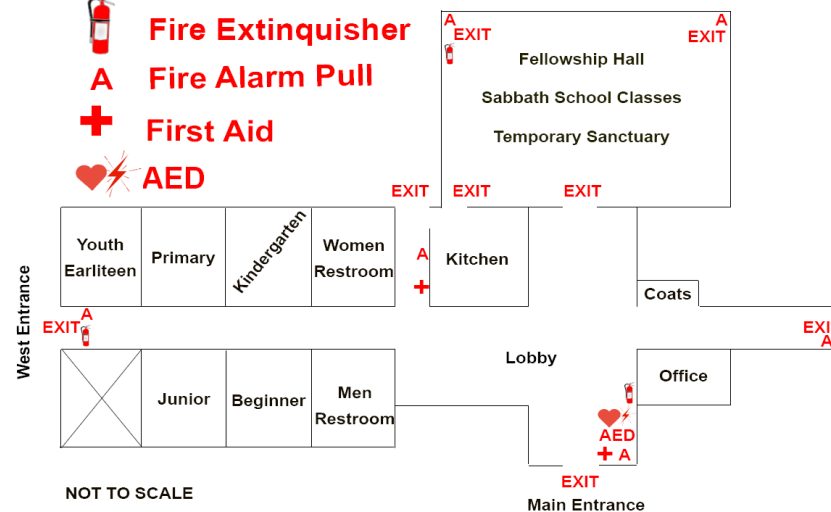 Fire Extinquisher
A Fire Alarm Pull
First Aid
AED
A
EXIT
A
EXIT
Fellowship Hall
Sabbath School Classes
Temporary Sanctuary
EXIT
EXIT
EXIT
Youth
Earliteen
Primary
Kindergarten
Women
Restroom
A
Kitchen
Coats
West Entrance
EXIT
A
EXI
A
Lobby
Junior
Beginner
Men
Restroom
Office
AED
A
EXIT
Main Entrance
NOT TO SCALE